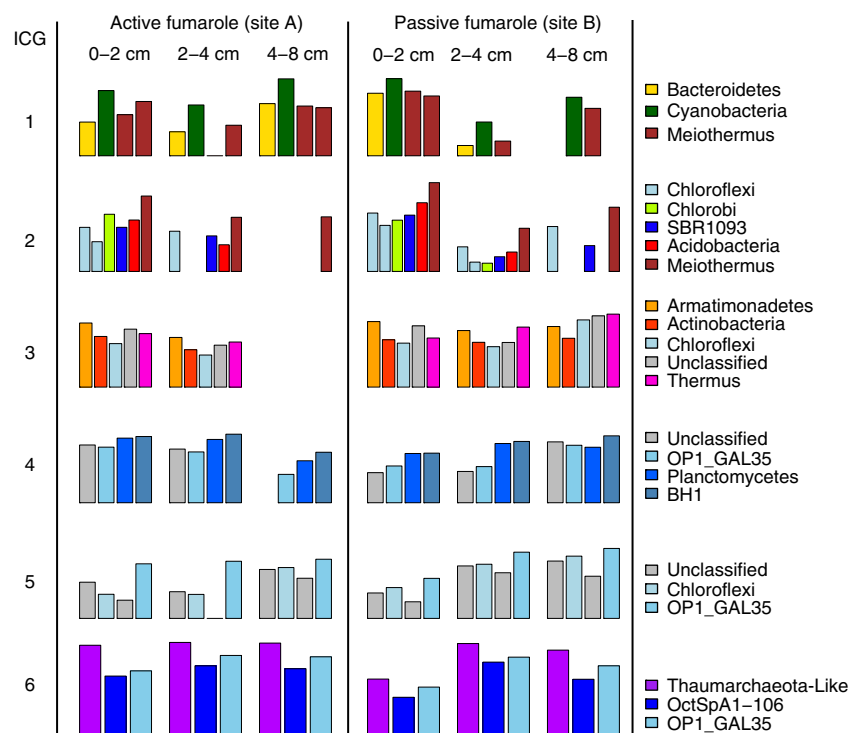 Active fumarole (site A) Passive fumarole (site B)
ICG
0−2 cm 2−4 cm 4−8 cm 0−2 cm 2−4 cm 4−8 cm
1
Bacteroidetes
Cyanobacteria
Meiothermus
2
Chloroflexi
Chlorobi
SBR1093
Acidobacteria
Meiothermus
3
Armatimonadetes
Actinobacteria
Chloroflexi
Unclassified
Thermus
4
Unclassified
OP1_GAL35
Planctomycetes
BH1
5
Unclassified
Chloroflexi
OP1_GAL35
6
Thaumarchaeota−Like
OctSpA1−106
OP1_GAL35